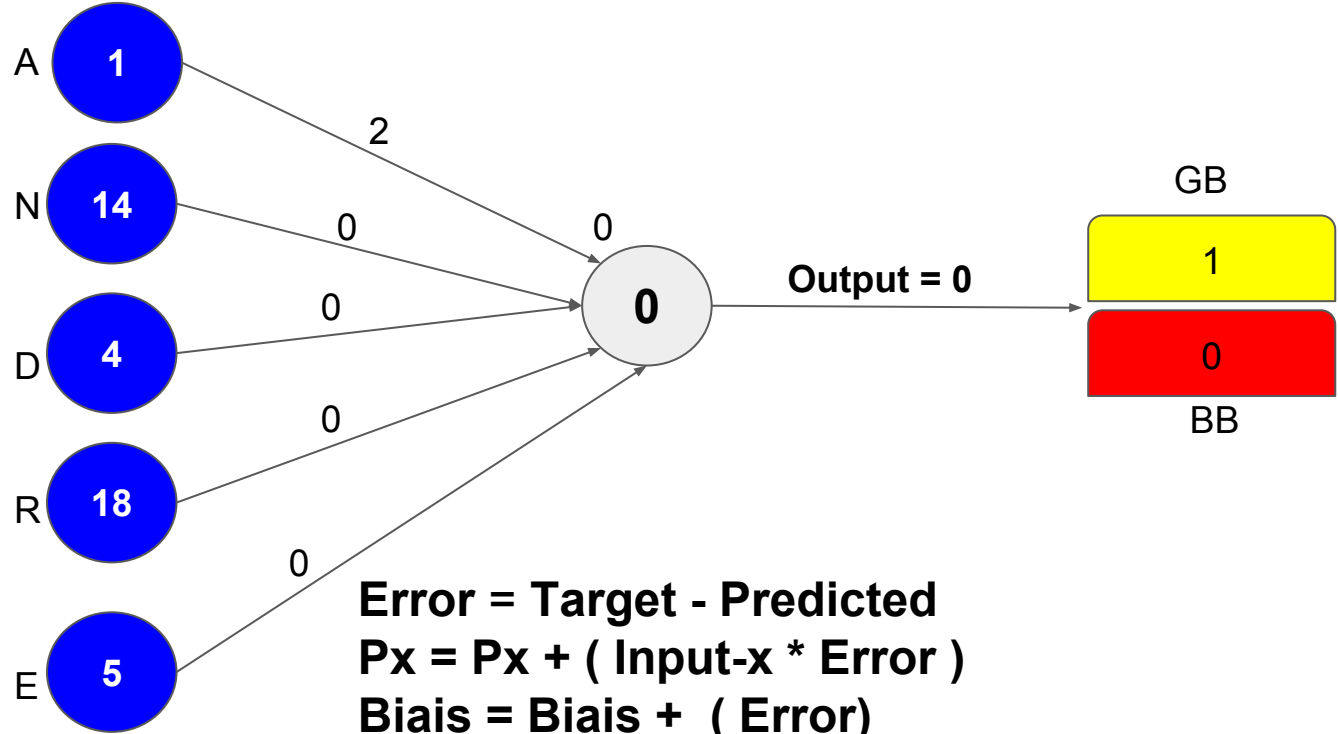 A 1
2
N 14
0
0
GB
1
Output = 0
0
0
D 4
0
BB
0
R 18
0
E 5
Error = Target - Predicted
Px = Px + ( Input-x * Error )
Biais = Biais + ( Error)